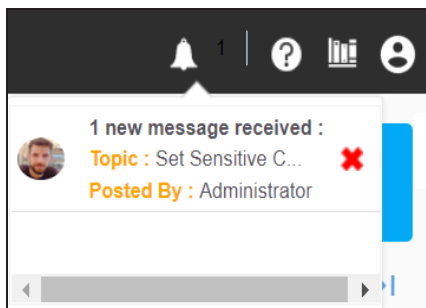 1
1 new message received :
Topic : Set Sensitive C...
Posted By : Administrator